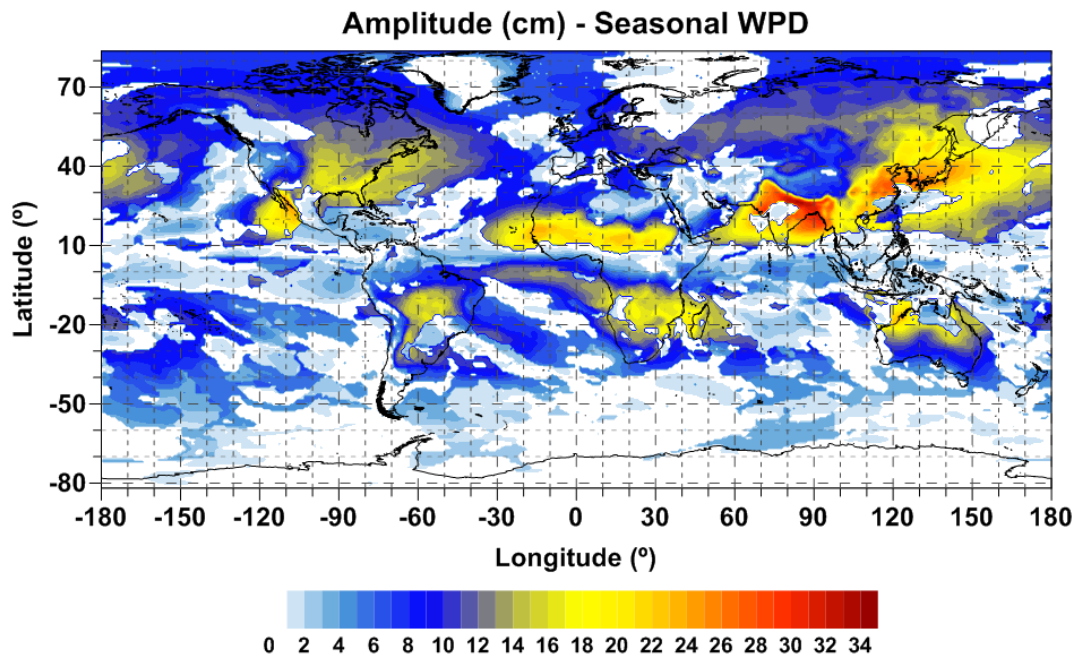 Amplitude (cm) - Seasonal WPD
70
40
10
-20
-50
-80
Latitude (º)
-180 -150 -120 -90 -60 -30 0 30 60 90 120 150 180
Longitude (º)
0 2 4 6 8 10 12 14 16 18 20 22 24 26 28 30 32 34